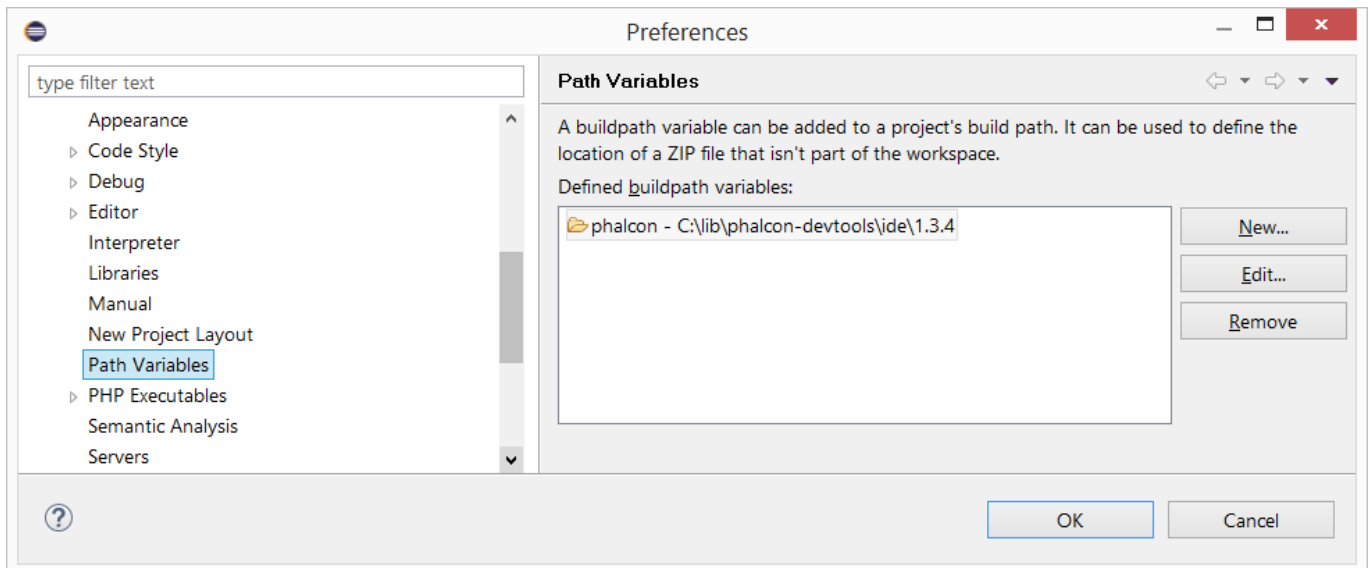 Preferences
type filter text
Appearance
Code Style
Debug
Editor
Interpreter
Libraries
Manual
New Project Layout
Path Variables
PHP Executables
Semantic Analysis
Servers
Path Variables
A buildpath variable can be added to a project's build path. It can be used to define the
location of a ZIP file that isn't part of the workspace.
Defined buildpath variables:
phalcon - C:\lib\phalcon-devtools\ide\1.3.4
New...
Edit...
Remove
OK
Cancel